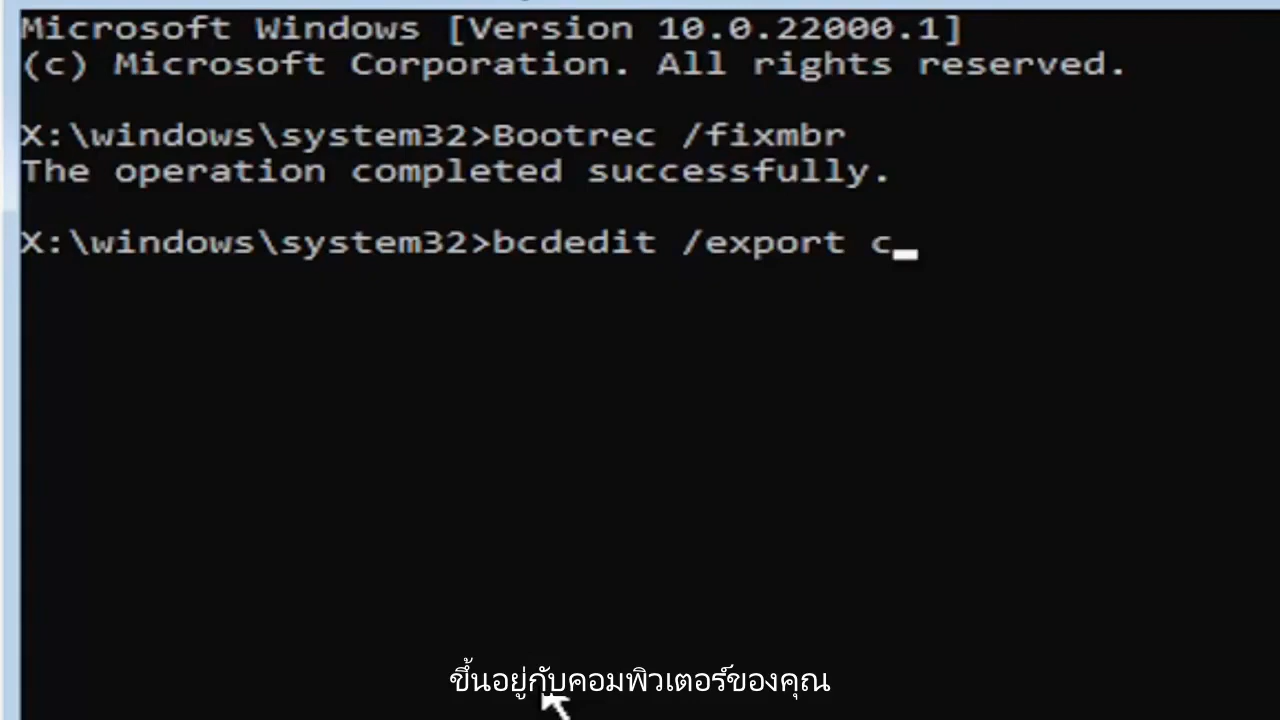 Microsoft Windows [Version 10.0.22000.1]
(c) Microsoft Corporation. All rights reserved.
X:\windows\system32>Bootrec /fixmbr
The operation completed successfully.
X:\windows\system32>bcdedit /export c
ขึ้นอยู่กับคอมพิวเตอร์ของคุณ